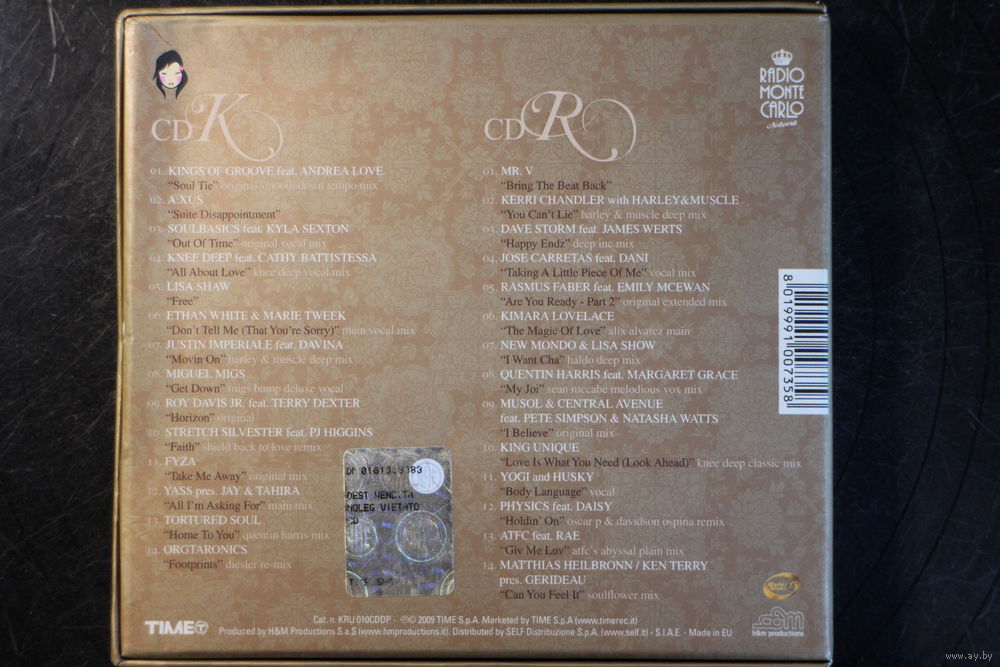 CD K
01. KINGS OF GROOVE feat. ANDREA LOVE
"Soul Tie" original smoothdown tempo mix
02. A:XUS
"Suite Disappointment"
03. SOULBASICS feat. KYLA SEXTON
"Out Of Time" original vocal mix
04. KNEE DEEP feat. CATHY BATTISTESSA
"All About Love" knee deep vocal mix
05. LISA SHAW
"Free"
06. ETHAN WHITE & MARIE TWEEK
"Don't Tell Me (That You're Sorry)" main vocal mix
07. JUSTIN IMPERIALE feat. DAVINA
"Movin On" harley & muscle deep mix
08. MIGUEL MIGS
"Get Down" migs bump deluxe vocal
09. ROY DAVIS JR. feat. TERRY DEXTER
"Horizon" original
10. STRETCH SILVESTER feat. PJ HIGGINS
"Faith" shield back to love remix
11. FYZA
"Take Me Away" original mix
12. YASS pres. JAY & TAHIRA
"All I'm Asking For" main mix
13. TORTURED SOUL
"Home To You" quentin harris mix
14. ORGTARONICS
"Footprints" diesler re-mix
CD R
01. MR. V
"Bring The Beat Back"
02. KERRI CHANDLER with HARLEY&MUSCLE
"You Can't Lie" harley & muscle deep mix
03. DAVE STORM feat. JAMES WERTS
"Happy Endz" deep inc mix
04. JOSE CARRETAS feat. DANI
"Taking A Little Piece Of Me" vocal mix
05. RASMUS FABER feat. EMILY MCEWAN
"Are You Ready - Part 2" original extended mix
06. KIMARA LOVELACE
"The Magic Of Love" alix alvarez main
07. NEW MONDO & LISA SHOW
"I Want Cha" haldo deep mix
08. QUENTIN HARRIS feat. MARGARET GRACE
"My Joi" sean mccabe melodious vox mix
09. MUSOL & CENTRAL AVENUE
feat. PETE SIMPSON & NATASHA WATTS
"I Believe" original mix
10. KING UNIQUE
"Love Is What You Need (Look Ahead)" knee deep classic mix
11. YOGI and HUSKY
"Body Language" vocal
12. PHYSICS feat. DAISY
"Holdin' On" oscar p & davidson ospina remix
13. ATFC feat. RAE
"Giv Me Luv" atfc's abyssal plain mix
14. MATTHIAS HEILBRONN / KEN TERRY
pres. GERIDEAU
"Can You Feel It" soulflower mix
RADIO
MONTE
CARLO
Network
8 019991 007358
DEST VENDITA
NOLEG VIETATO
CD
TIME
h&m productions
Cat. n. KRU 010CDDP - ℗© 2009 TIME S.p.A. Marketed by TIME S.p.A (www.timerec.it)
Produced by H&M Productions S.a.S (www.hmproductions.it). Distributed by SELF Distribuzione S.p.A. (www.self.it) - S.I.A.E. - Made in EU
www.ay.by